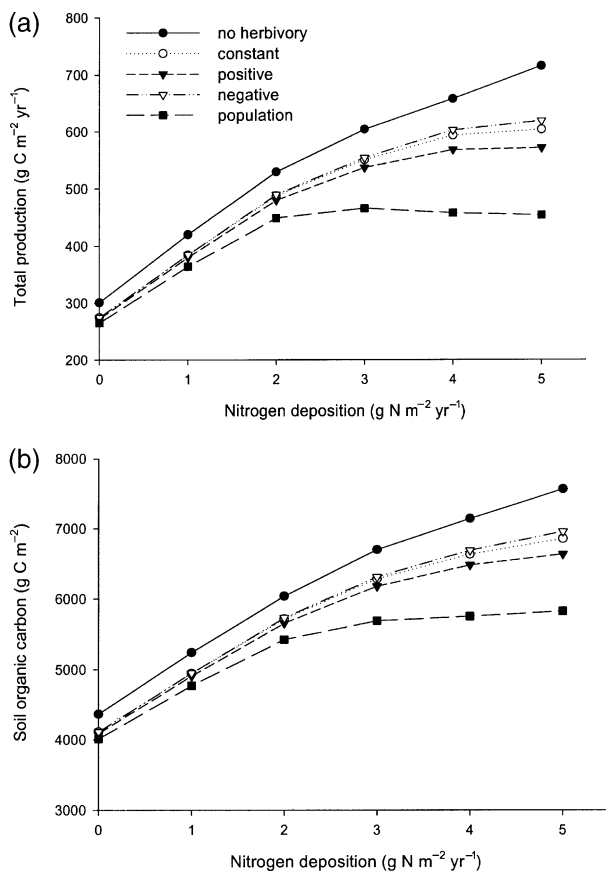 (a)
800
700
600
500
400
300
200
Total production (g C m⁻² yr⁻¹)
no herbivory
constant
positive
negative
population
0 1 2 3 4 5
Nitrogen deposition (g N m⁻² yr⁻¹)
(b)
8000
7000
6000
5000
4000
3000
Soil organic carbon (g C m⁻²)
0 1 2 3 4 5
Nitrogen deposition (g N m⁻² yr⁻¹)